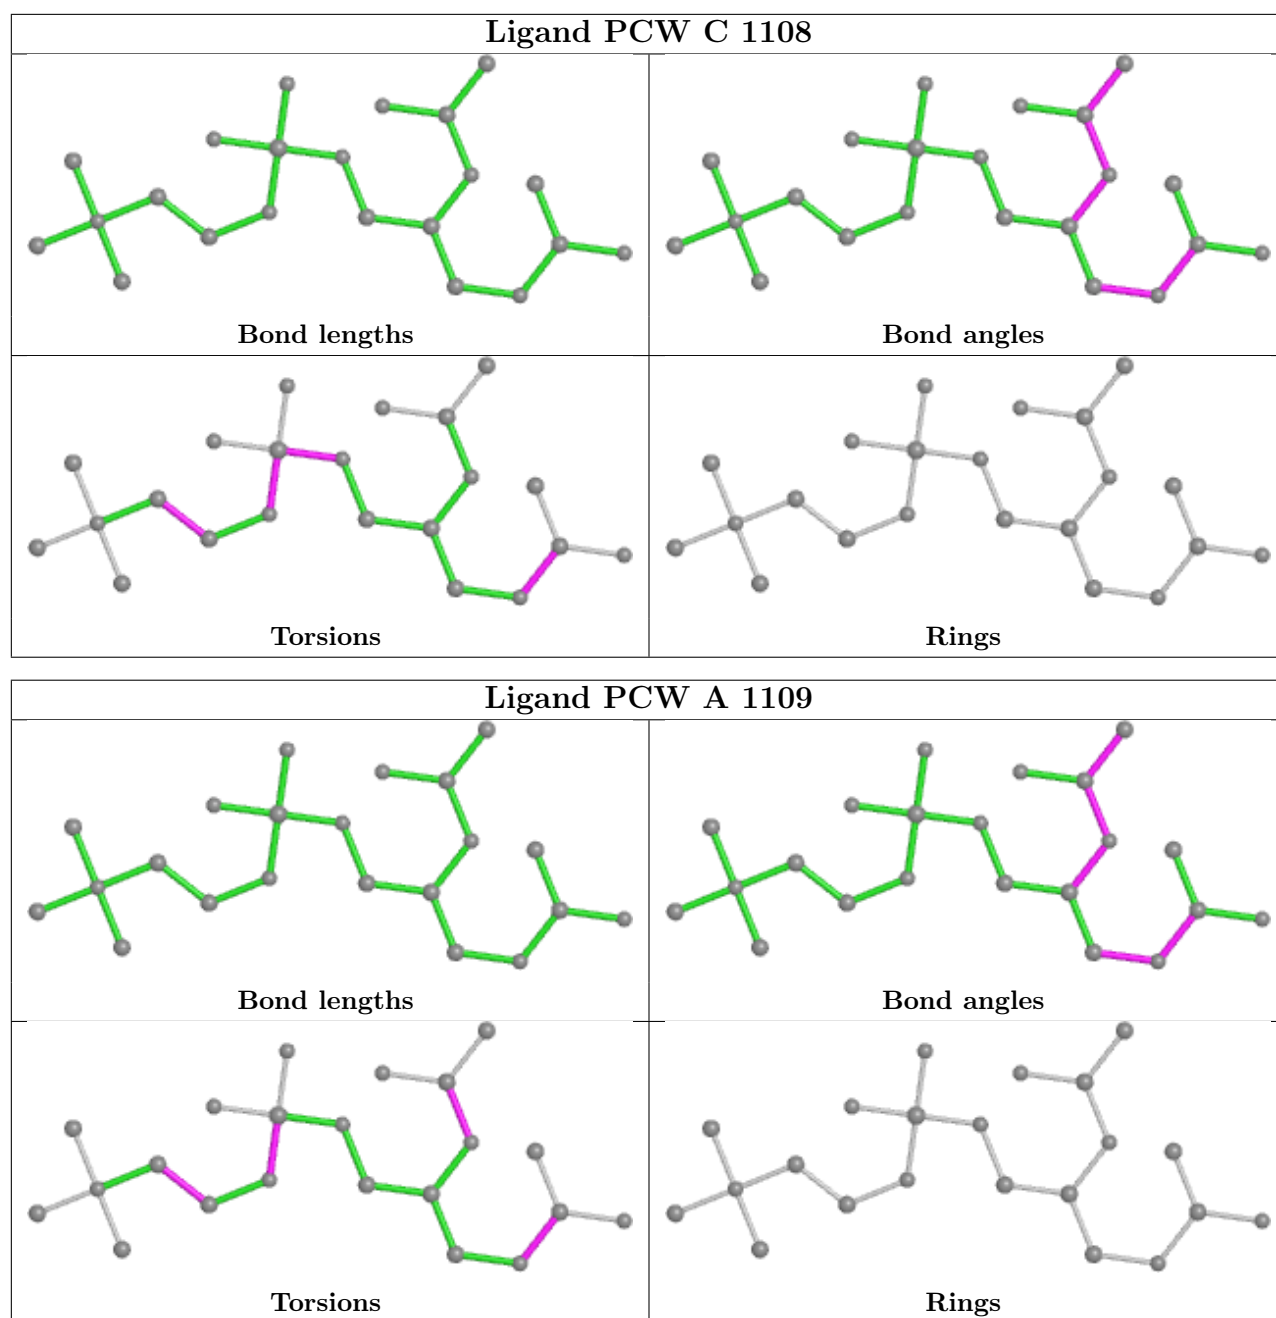 Ligand PCW C 1108
Bond lengths
Bond angles
Torsions
Rings
Ligand PCW A 1109
Bond lengths
Bond angles
Torsions
Rings